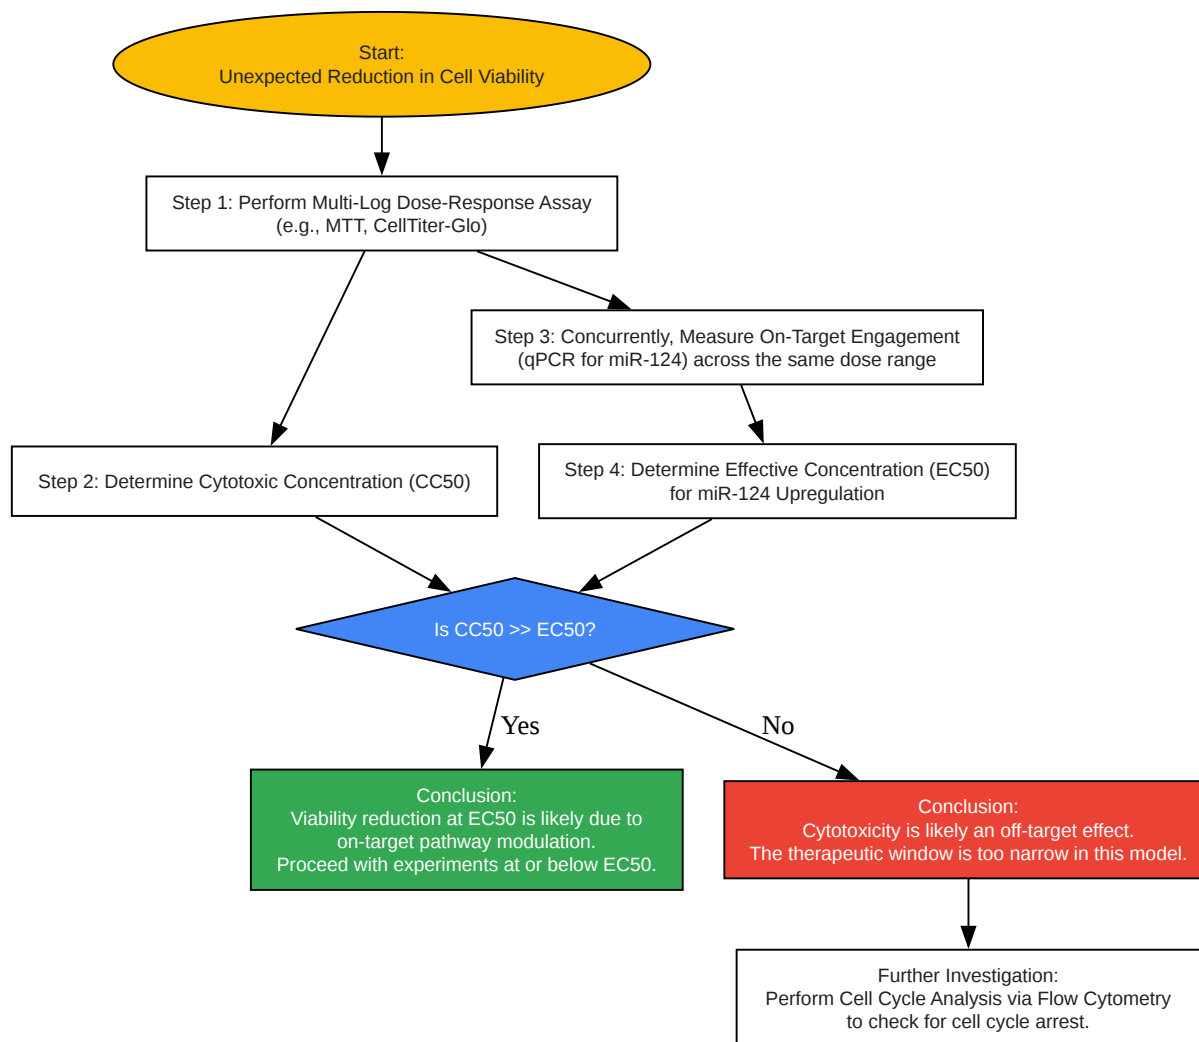 Start:
Unexpected Reduction in Cell Viability
Step 1: Perform Multi-Log Dose-Response Assay
(e.g., MTT, CellTiter-Glo)
Step 3: Concurrently, Measure On-Target Engagement
(qPCR for miR-124) across the same dose range
Step 2: Determine Cytotoxic Concentration (CC50)
Step 4: Determine Effective Concentration (EC50)
for miR-124 Upregulation
Is CC50 >> EC50?
Yes
No
Conclusion:
Viability reduction at EC50 is likely due to
on-target pathway modulation.
Proceed with experiments at or below EC50.
Conclusion:
Cytotoxicity is likely an off-target effect.
The therapeutic window is too narrow in this model.
Further Investigation:
Perform Cell Cycle Analysis via Flow Cytometry
to check for cell cycle arrest.